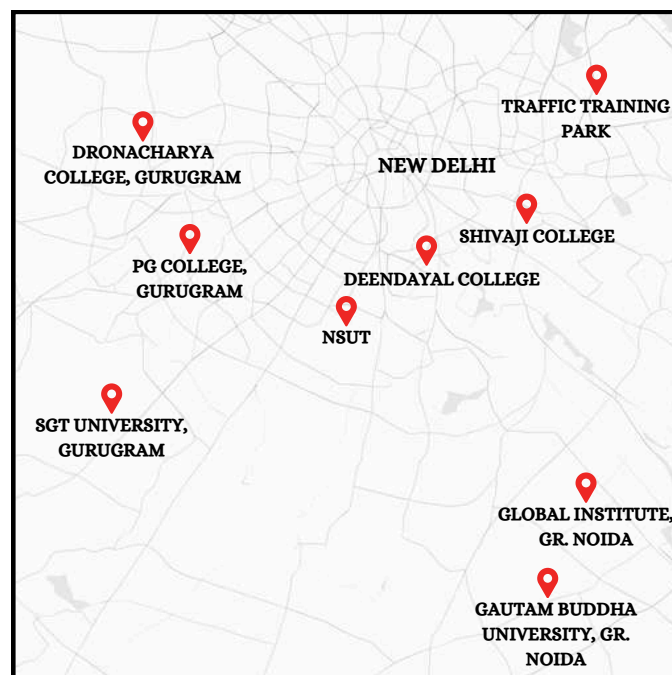 TRAFFIC TRAINING
PARK
DRONACHARYA
COLLEGE, GURUGRAM
NEW DELHI
SHIVAJI COLLEGE
PG COLLEGE,
GURUGRAM
DEENDAYAL COLLEGE
NSUT
SGT UNIVERSITY,
GURUGRAM
GLOBAL INSTITUTE,
GR. NOIDA
GAUTAM BUDDHA
UNIVERSITY, GR.
NOIDA